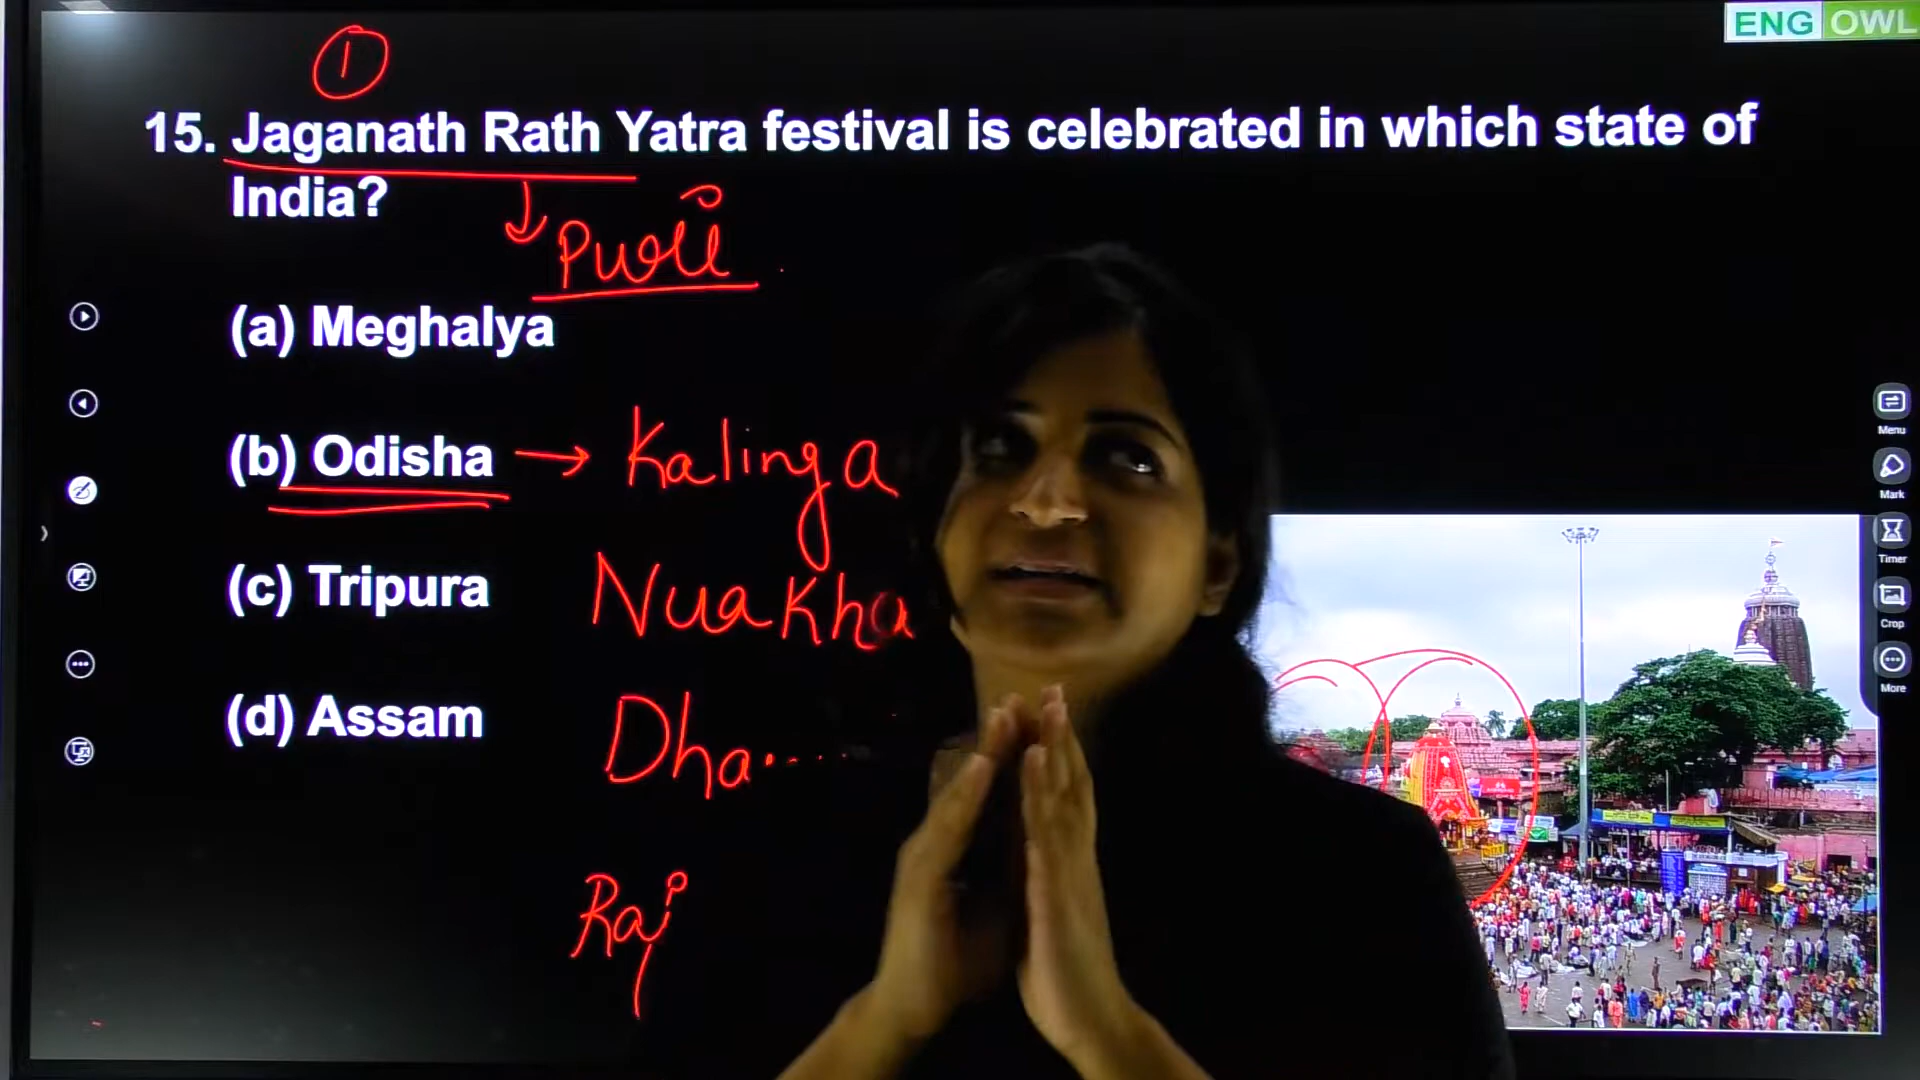 ENG OWL
1
15. Jaganath Rath Yatra festival is celebrated in which state of
India?
Puri
(a) Meghalya
(b) Odisha → Kalinga
(c) Tripura
Nuakha
(d) Assam
Dha.....
Raj
Menu
Mark
Timer
Crop
More